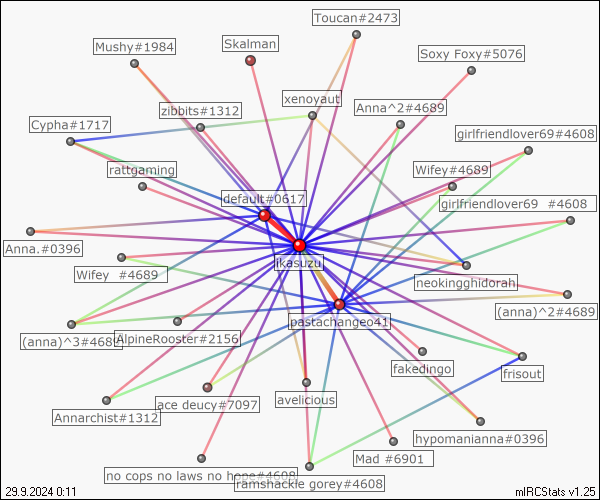 Toucan#2473
Mushy#1984
Skalman
Soxy Foxy#5076
xenoyaut
zibbits#1312
Anna^2#4689
Cypha#1717
girlfriendlover69#4608
rattgaming
Wifey#4689
default#0617
girlfriendlover69 #4608
Anna.#0396
jkasuzu
Wifey #4689
neokingghidorah
(anna)^2#4689
pastachangeo41
(anna)^3#4689
AlpineRooster#2156
fakedingo
frisout
ace deucy#7097
avelicious
Annarchist#1312
hypomanianna#0396
Mad #6901
no cops no laws no hope#4608
ramshackle gorey#4608
29.9.2024 0:11
mIRCStats v1.25